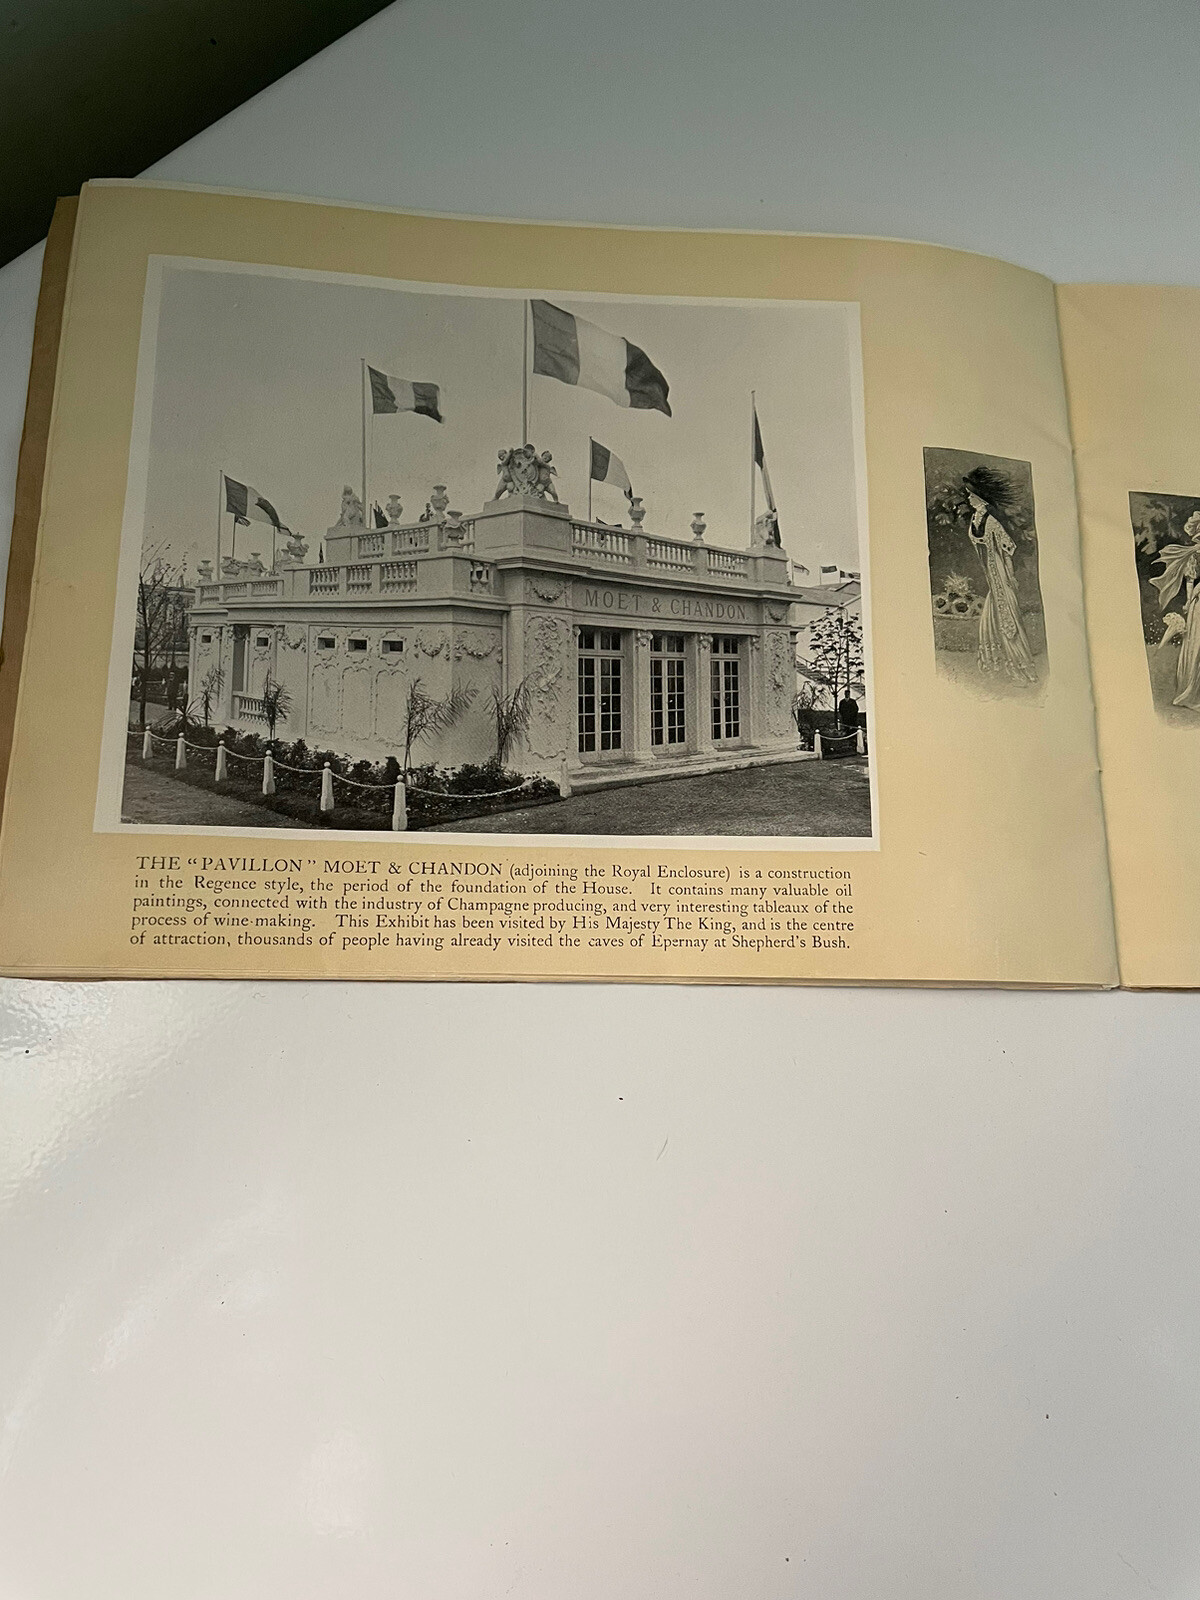 MOET & CHANDON.
THE “PAVILLON” MOET & CHANDON (adjoining the Royal Enclosure) is a construction
in the Regence style, the period of the foundation of the House. It contains many valuable oil
paintings, connected with the industry of Champagne producing, and very interesting tableaux of the
process of wine-making. This Exhibit has been visited by His Majesty The King, and is the centre
of attraction, thousands of people having already visited the caves of Epernay at Shepherd’s Bush.